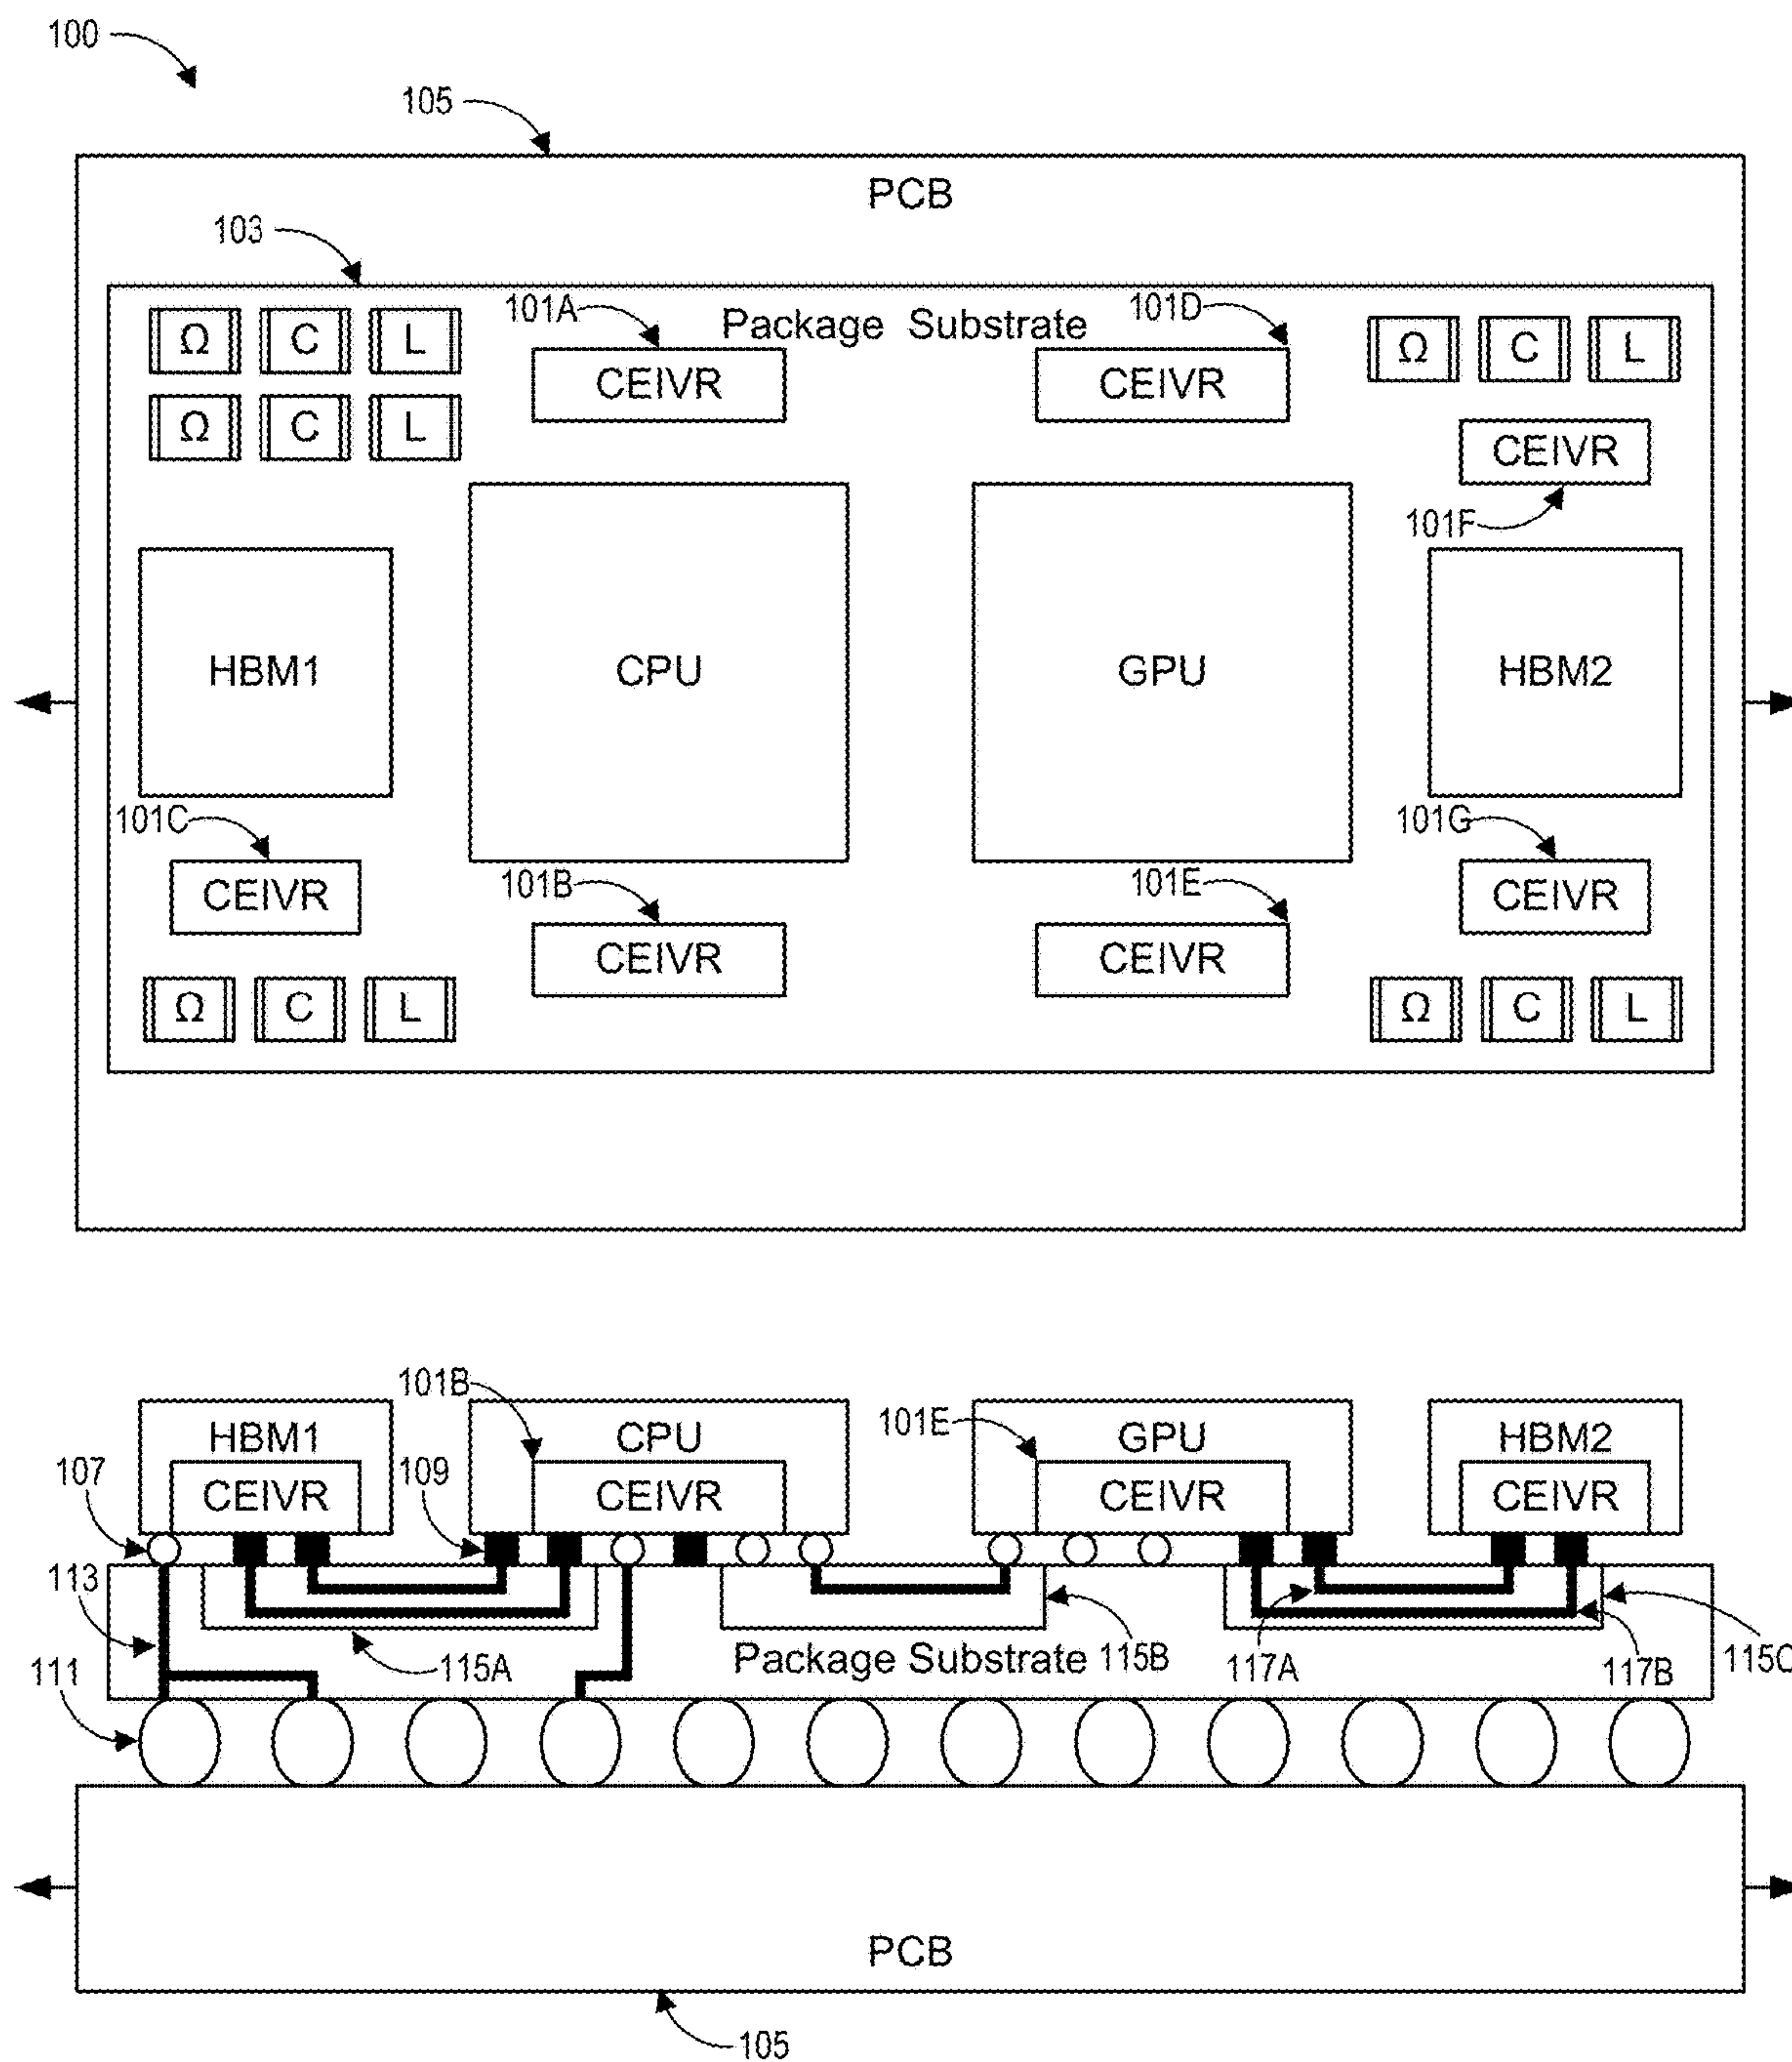 100
105
PCB
103
101A
Package Substrate
101D
Ω C L
Ω C L
CEIVR
CEIVR
Ω C L
CEIVR
101F
HBM1
CPU
GPU
HBM2
101C
101G
CEIVR
101B
101E
CEIVR
CEIVR
CEIVR
Ω C L
Ω C L
101B
101E
HBM1
CPU
GPU
HBM2
107
109
CEIVR
CEIVR
CEIVR
CEIVR
113
111
115A
Package Substrate
115B
117A
117B
115C
PCB
105